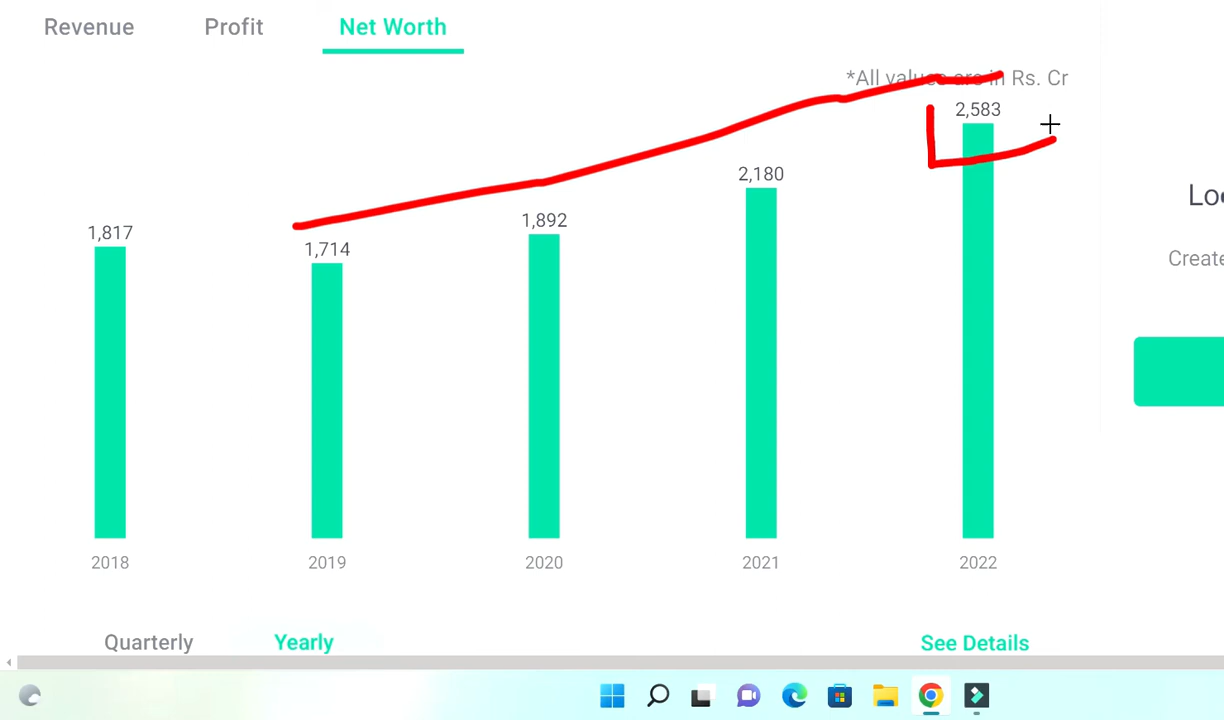 Revenue Profit Net Worth
*All values are in Rs. Cr
2,583
2,180
1,892
1,817
1,714
2018 2019 2020 2021 2022
Quarterly Yearly See Details